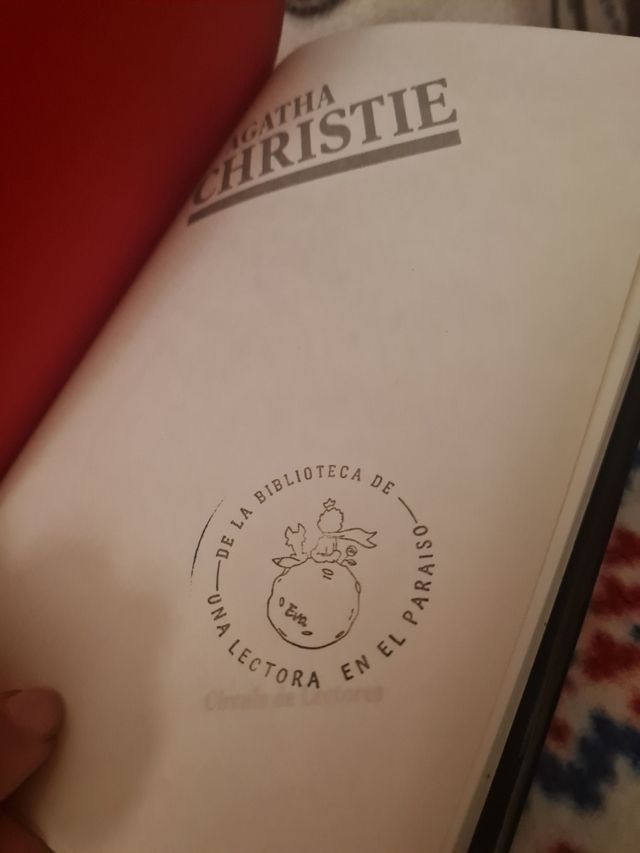 AGATHA
CHRISTIE
DE LA BIBLIOTECA DE
UNA LECTORA EN EL PARAISO
Eva
Círculo de Lectores